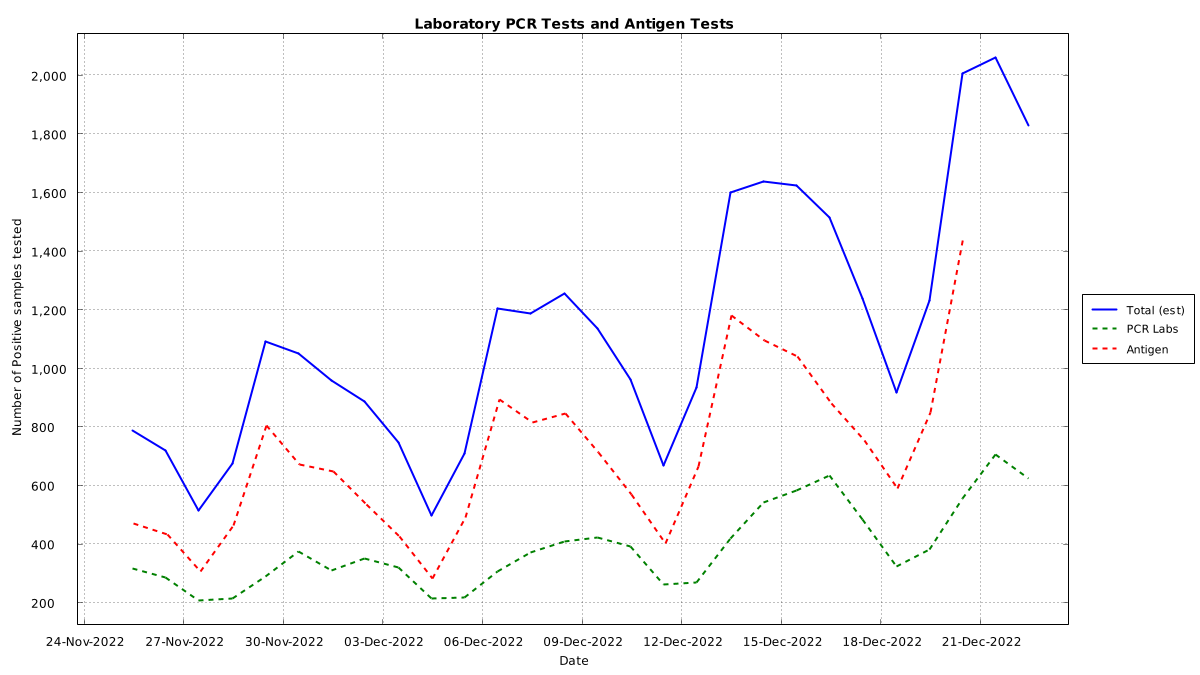 Laboratory PCR Tests and Antigen Tests
Number of Positive samples tested
2,000
1,800
1,600
1,400
1,200
1,000
800
600
400
200
24-Nov-2022 27-Nov-2022 30-Nov-2022 03-Dec-2022 06-Dec-2022 09-Dec-2022 12-Dec-2022 15-Dec-2022 18-Dec-2022 21-Dec-2022
Date
Total (est)
PCR Labs
Antigen